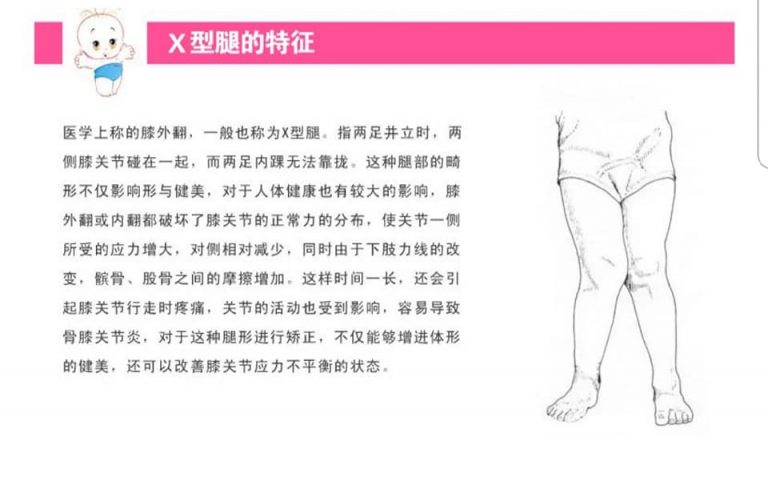 X型腿的特征
医学上称的膝外翻，一般也称为X型腿。指两足并立时，两
侧膝关节碰在一起，而两足内踝无法靠拢。这种腿部的畸
形不仅影响形与健美，对于人体健康也有较大的影响，膝
外翻或内翻都破坏了膝关节的正常力的分布，使关节一侧
所受的应力增大，对侧相对减少，同时由于下肢力线的改
变，髌骨、股骨之间的摩擦增加。这样时间一长，还会引
起膝关节行走时疼痛，关节的活动也受到影响，容易导致
骨膝关节炎，对于这种腿形进行矫正，不仅能够增进体形
的健美，还可以改善膝关节应力不平衡的状态。